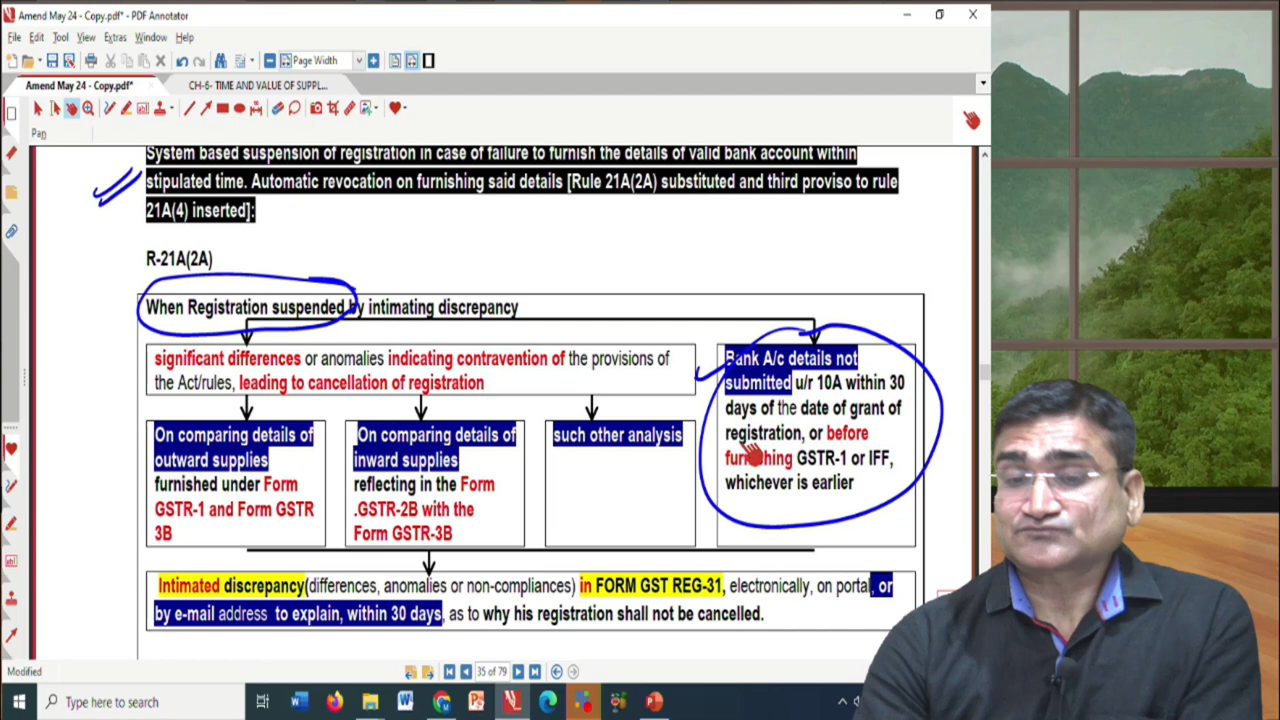 Amend May 24 - Copy.pdf* - PDF Annotator
File Edit Tool View Extras Window Help
Page Width
Amend May 24 - Copy.pdf*
CH-6- TIME AND VALUE OF SUPPL...
Pan
System based suspension of registration in case of failure to furnish the details of valid bank account within
stipulated time. Automatic revocation on furnishing said details [Rule 21A(2A) substituted and third proviso to rule
21A(4) inserted]:
R-21A(2A)
When Registration suspended by intimating discrepancy
significant differences or anomalies indicating contravention of the provisions of
the Act/rules, leading to cancellation of registration
On comparing details of
outward supplies
furnished under Form
GSTR-1 and Form GSTR
3B
On comparing details of
inward supplies
reflecting in the Form
.GSTR-2B with the
Form GSTR-3B
such other analysis
Bank A/c details not
submitted u/r 10A within 30
days of the date of grant of
registration, or before
furnishing GSTR-1 or IFF,
whichever is earlier
Intimated discrepancy(differences, anomalies or non-compliances) in FORM GST REG-31, electronically, on portal, or
by e-mail address to explain, within 30 days, as to why his registration shall not be cancelled.
Modified
35 of 79
Type here to search